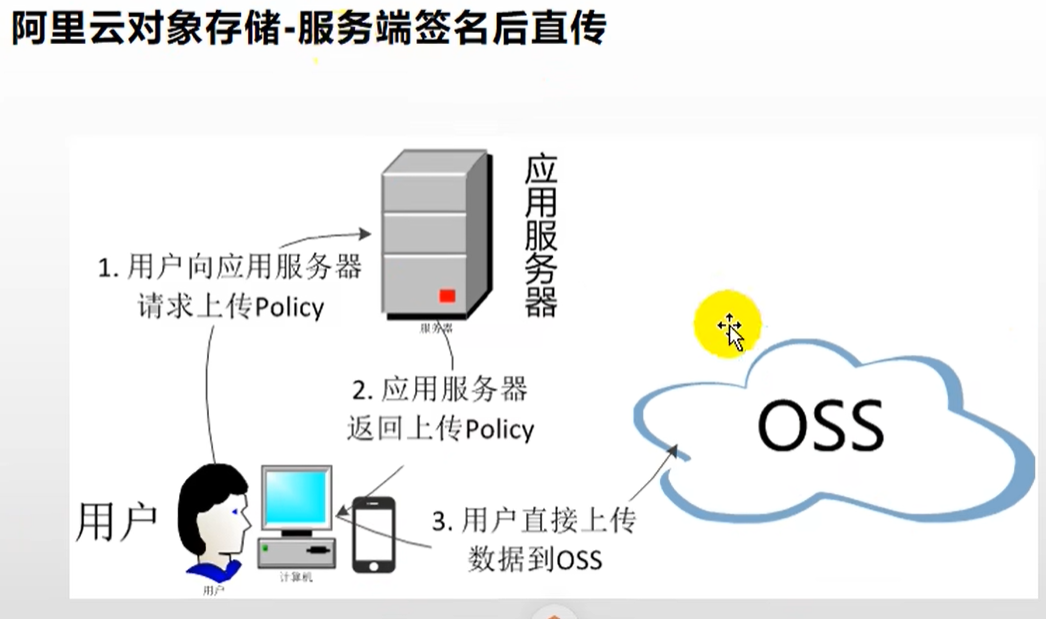 阿里云对象存储-服务端签名后直传
应用服务器
1. 用户向应用服务器
请求上传Policy
服务器
2. 应用服务器
返回上传Policy
OSS
用户
3. 用户直接上传
数据到OSS
计算机
用户